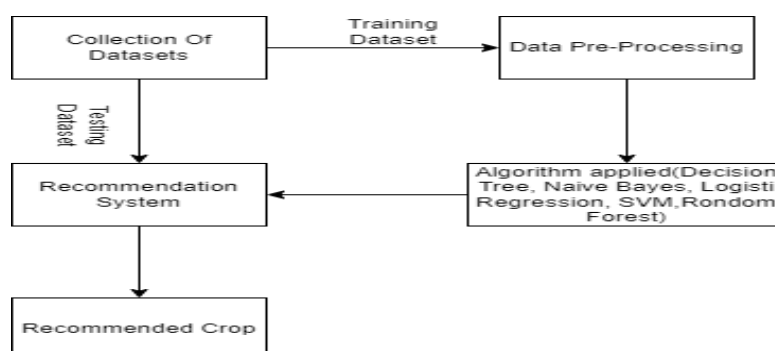 Collection Of
Datasets
Training
Dataset
Data Pre-Processing
Testing
Dataset
Recommendation
System
Algorithm applied(Decision
Tree, Naive Bayes, Logisti
Regression, SVM,Rondom
Forest)
Recommended Crop